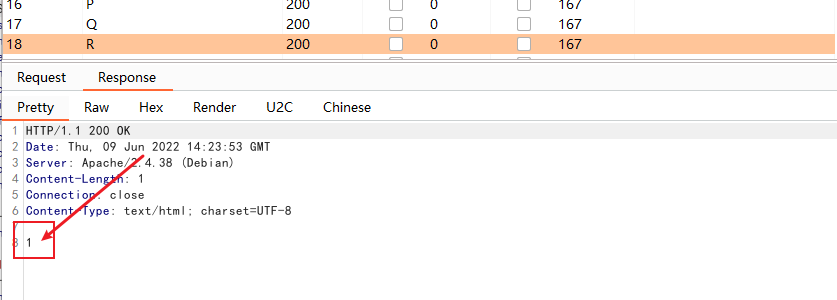 16 P 200 0 167
17 Q 200 0 167
18 R 200 0 167
Request Response
Pretty Raw Hex Render U2C Chinese
1 HTTP/1.1 200 OK
2 Date: Thu, 09 Jun 2022 14:23:53 GMT
3 Server: Apache/2.4.38 (Debian)
4 Content-Length: 1
5 Connection: close
6 Content-Type: text/html; charset=UTF-8
7
8 1